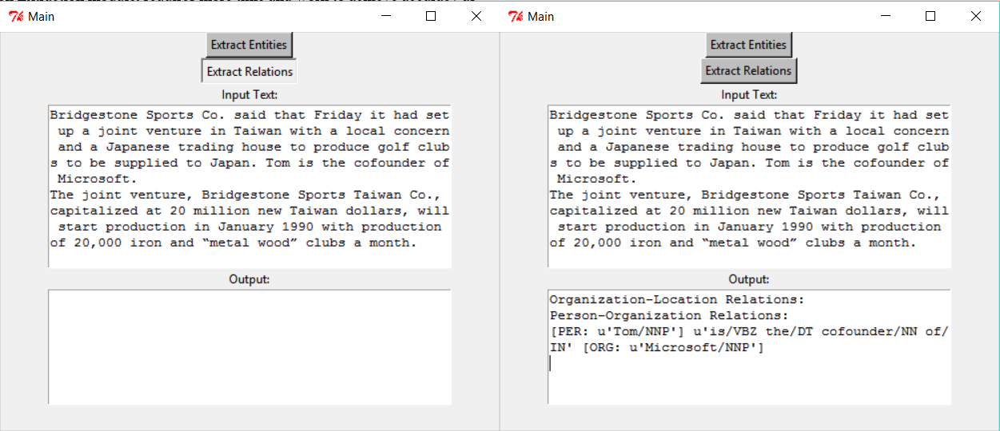 Main
Extract Entities
Extract Relations
Input Text:
Bridgestone Sports Co. said that Friday it had set
up a joint venture in Taiwan with a local concern
and a Japanese trading house to produce golf club
s to be supplied to Japan. Tom is the cofounder of
Microsoft.
The joint venture, Bridgestone Sports Taiwan Co.,
capitalized at 20 million new Taiwan dollars, will
start production in January 1990 with production
of 20,000 iron and “metal wood” clubs a month.
Output:
Main
Extract Entities
Extract Relations
Input Text:
Bridgestone Sports Co. said that Friday it had set
up a joint venture in Taiwan with a local concern
and a Japanese trading house to produce golf club
s to be supplied to Japan. Tom is the cofounder of
Microsoft.
The joint venture, Bridgestone Sports Taiwan Co.,
capitalized at 20 million new Taiwan dollars, will
start production in January 1990 with production
of 20,000 iron and “metal wood” clubs a month.
Output:
Organization-Location Relations:
Person-Organization Relations:
[PER: u'Tom/NNP'] u'is/VBZ the/DT cofounder/NN of/
IN' [ORG: u'Microsoft/NNP']